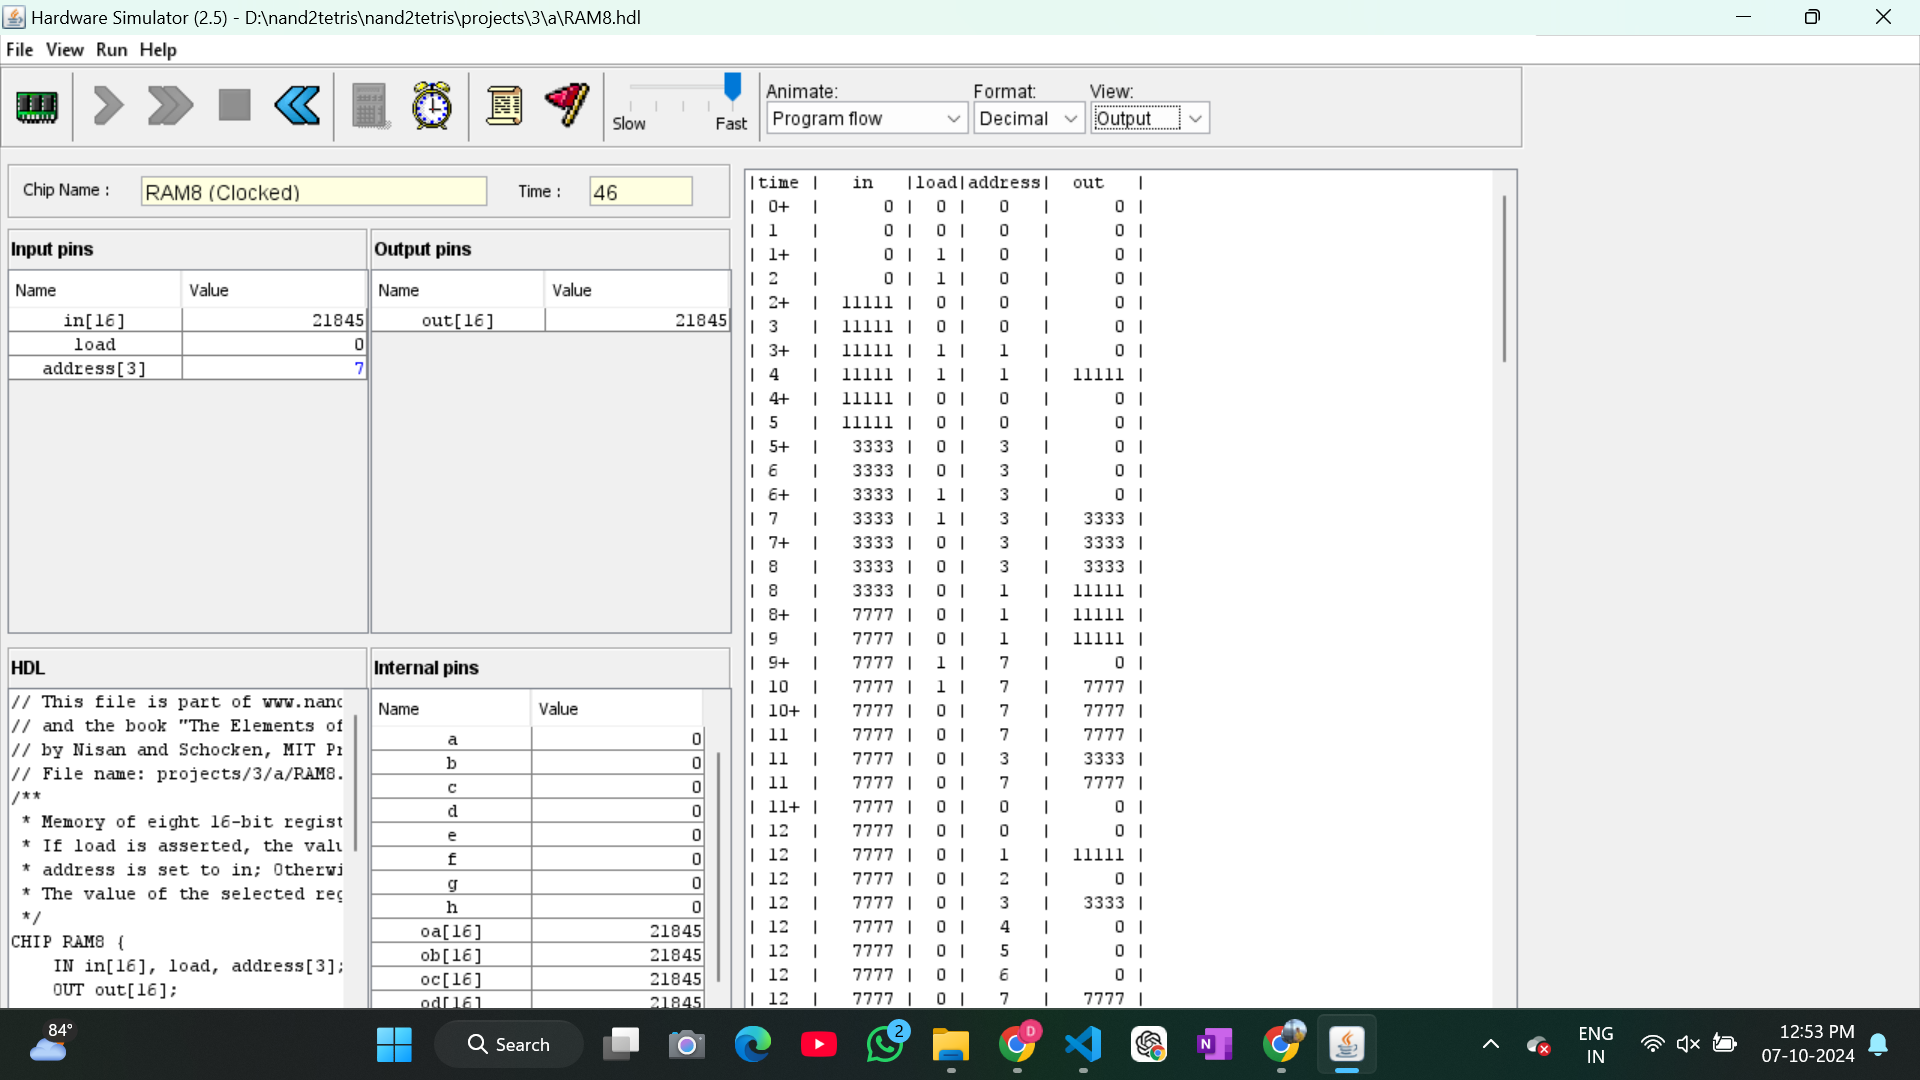 Hardware Simulator (2.5) - D:\nand2tetris\nand2tetris\projects\3\a\RAM8.hdl
File View Run Help
Slow Fast
Animate: Format: View:
Program flow Decimal Output
Chip Name : RAM8 (Clocked) Time : 46
Input pins
Name Value
in[16] 21845
load 0
address[3] 7
Output pins
Name Value
out[16] 21845
HDL
// This file is part of www.nanc
// and the book "The Elements of
// by Nisan and Schocken, MIT Pr
// File name: projects/3/a/RAM8.
/**
* Memory of eight 16-bit regist
* If load is asserted, the valu
* address is set to in; Otherwi
* The value of the selected reg
*/
CHIP RAM8 {
IN in[16], load, address[3];
OUT out[16];
Internal pins
Name Value
a 0
b 0
c 0
d 0
e 0
f 0
g 0
h 0
oa[16] 21845
ob[16] 21845
oc[16] 21845
od[16] 21845
|time | in |load|address| out |
| 0+ | 0 | 0 | 0 | 0 |
| 1 | 0 | 0 | 0 | 0 |
| 1+ | 0 | 1 | 0 | 0 |
| 2 | 0 | 1 | 0 | 0 |
| 2+ | 11111 | 0 | 0 | 0 |
| 3 | 11111 | 0 | 0 | 0 |
| 3+ | 11111 | 1 | 1 | 0 |
| 4 | 11111 | 1 | 1 | 11111 |
| 4+ | 11111 | 0 | 0 | 0 |
| 5 | 11111 | 0 | 0 | 0 |
| 5+ | 3333 | 0 | 3 | 0 |
| 6 | 3333 | 0 | 3 | 0 |
| 6+ | 3333 | 1 | 3 | 0 |
| 7 | 3333 | 1 | 3 | 3333 |
| 7+ | 3333 | 0 | 3 | 3333 |
| 8 | 3333 | 0 | 3 | 3333 |
| 8 | 3333 | 0 | 1 | 11111 |
| 8+ | 7777 | 0 | 1 | 11111 |
| 9 | 7777 | 0 | 1 | 11111 |
| 9+ | 7777 | 1 | 7 | 0 |
| 10 | 7777 | 1 | 7 | 7777 |
| 10+ | 7777 | 0 | 7 | 7777 |
| 11 | 7777 | 0 | 7 | 7777 |
| 11 | 7777 | 0 | 3 | 3333 |
| 11 | 7777 | 0 | 7 | 7777 |
| 11+ | 7777 | 0 | 0 | 0 |
| 12 | 7777 | 0 | 0 | 0 |
| 12 | 7777 | 0 | 1 | 11111 |
| 12 | 7777 | 0 | 2 | 0 |
| 12 | 7777 | 0 | 3 | 3333 |
| 12 | 7777 | 0 | 4 | 0 |
| 12 | 7777 | 0 | 5 | 0 |
| 12 | 7777 | 0 | 6 | 0 |
| 12 | 7777 | 0 | 7 | 7777 |
84°
Search
2
D
N
ENG
IN
12:53 PM
07-10-2024